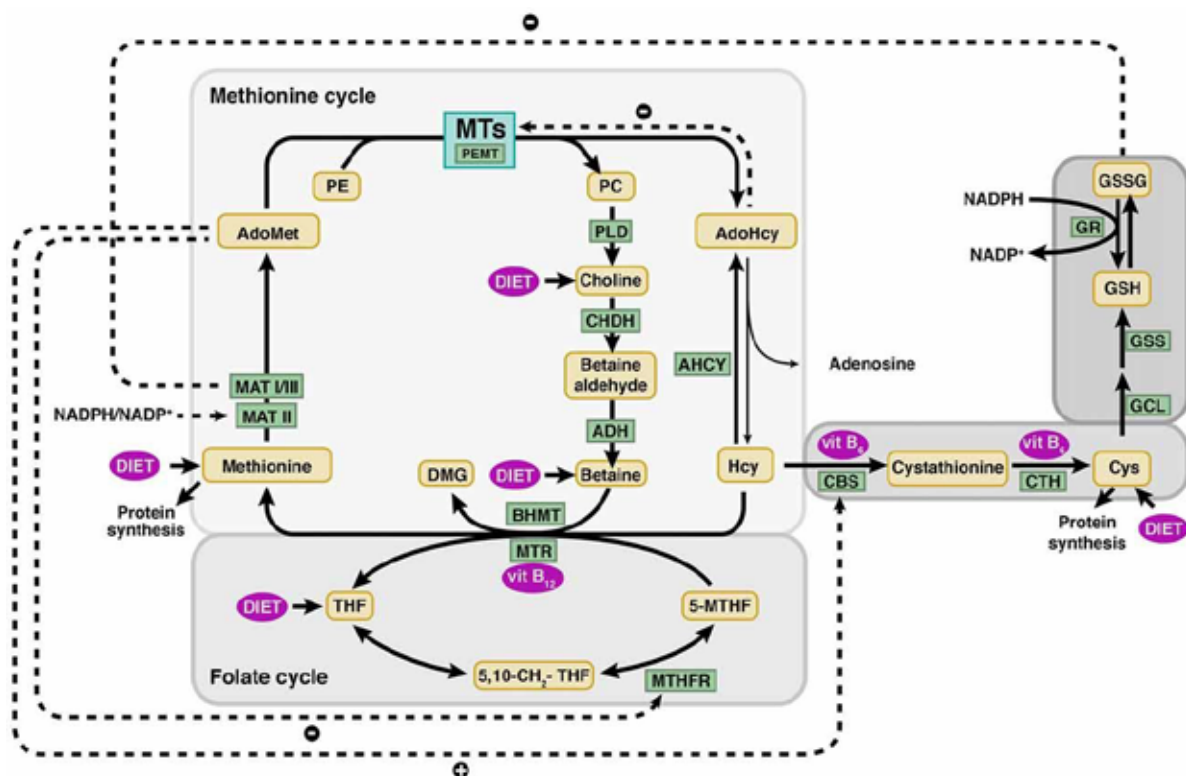 −
Methionine cycle
−
MTs
PEMT
PE
PC
GSSG
NADPH
GR
NADP⁺
AdoMet
PLD
AdoHcy
DIET
Choline
GSH
CHDH
GSS
Betaine
aldehyde
AHCY
Adenosine
MAT I/III
NADPH/NADP⁺
MAT II
GCL
ADH
vit B₆
vit B₆
DIET
Methionine
DMG
DIET
Betaine
Hcy
Cystathionine
Cys
CBS
CTH
Protein
synthesis
BHMT
Protein
synthesis
DIET
MTR
vit B₁₂
DIET
THF
5-MTHF
5,10-CH₂- THF
MTHFR
Folate cycle
−
+